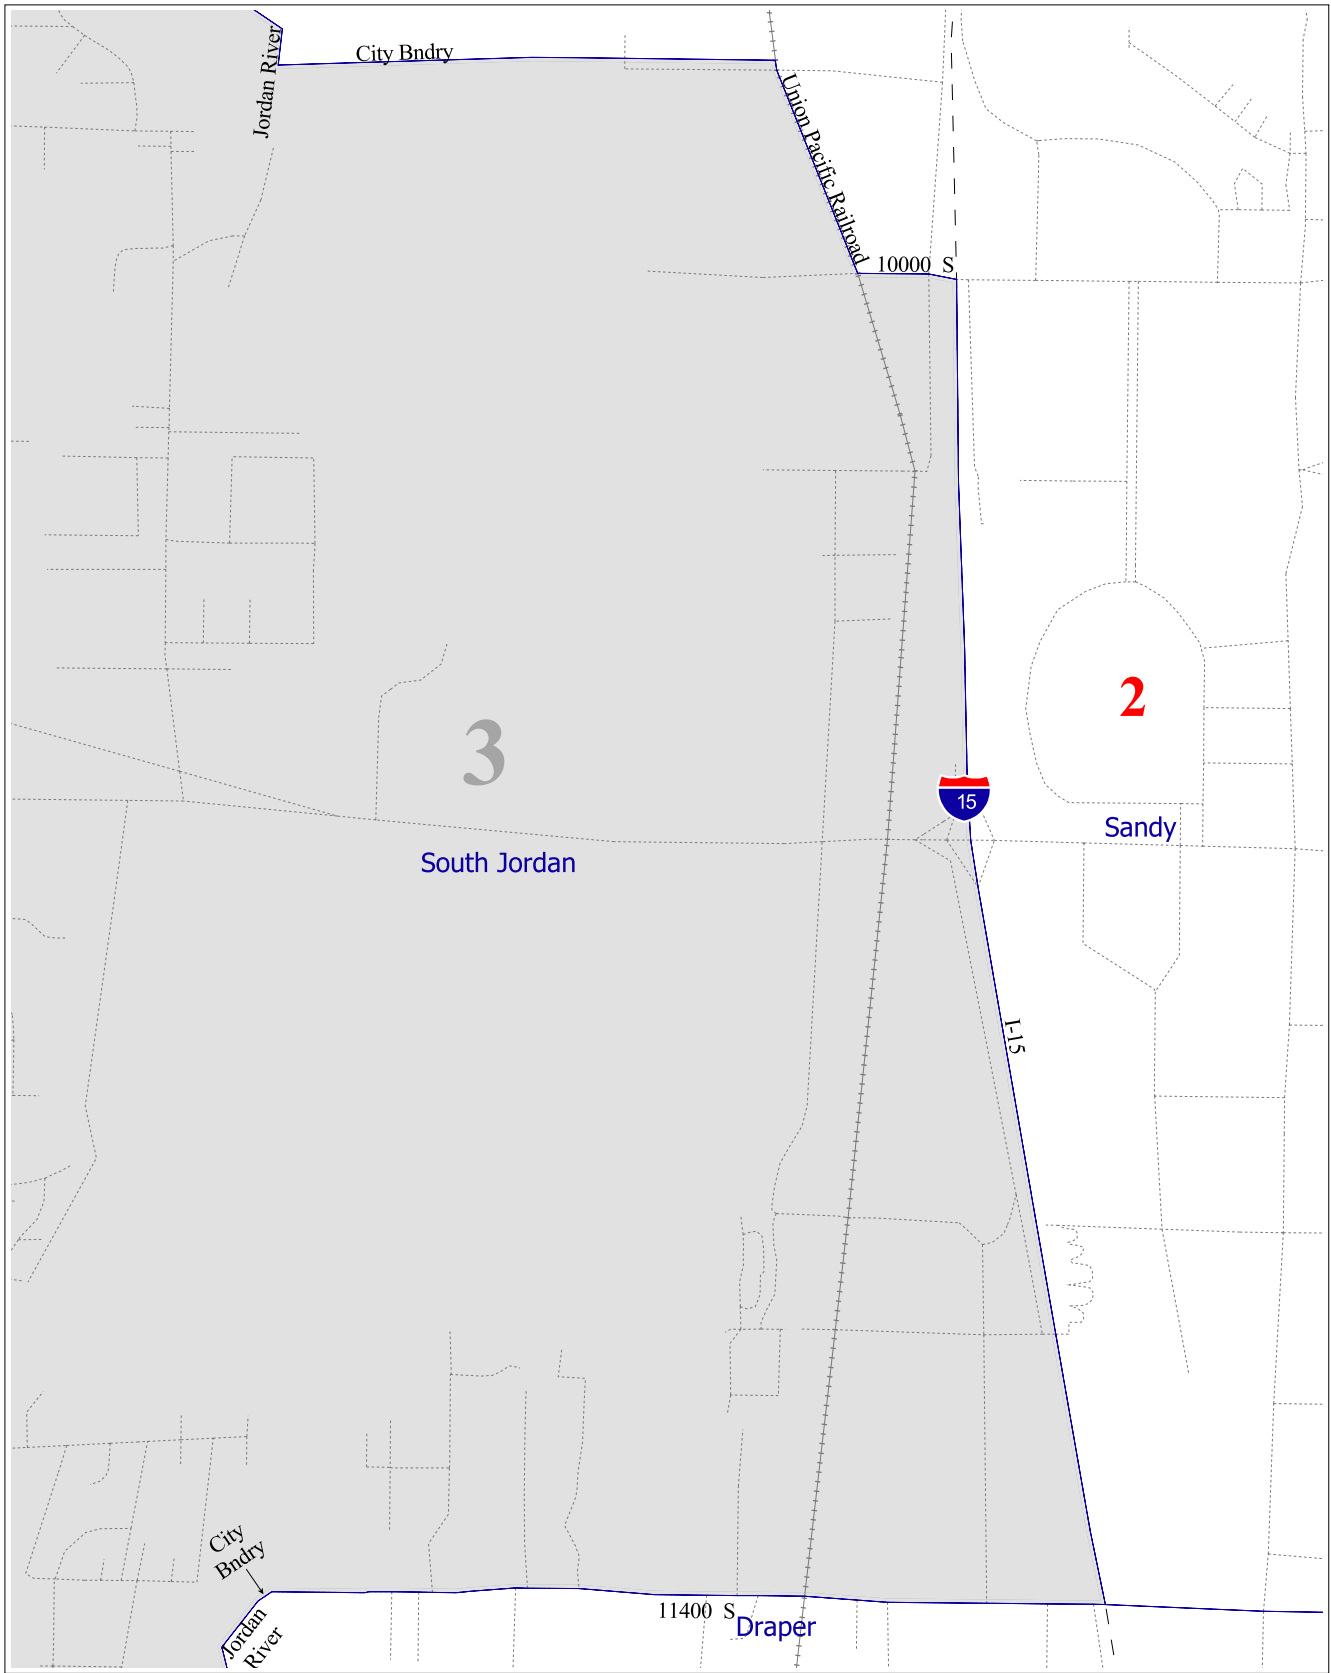 City Bndry
Jordan River
Union Pacific Railroad
10000 S
2
3
15
Sandy
South Jordan
I-15
City
Bndry
11400 S
Draper
Jordan
River